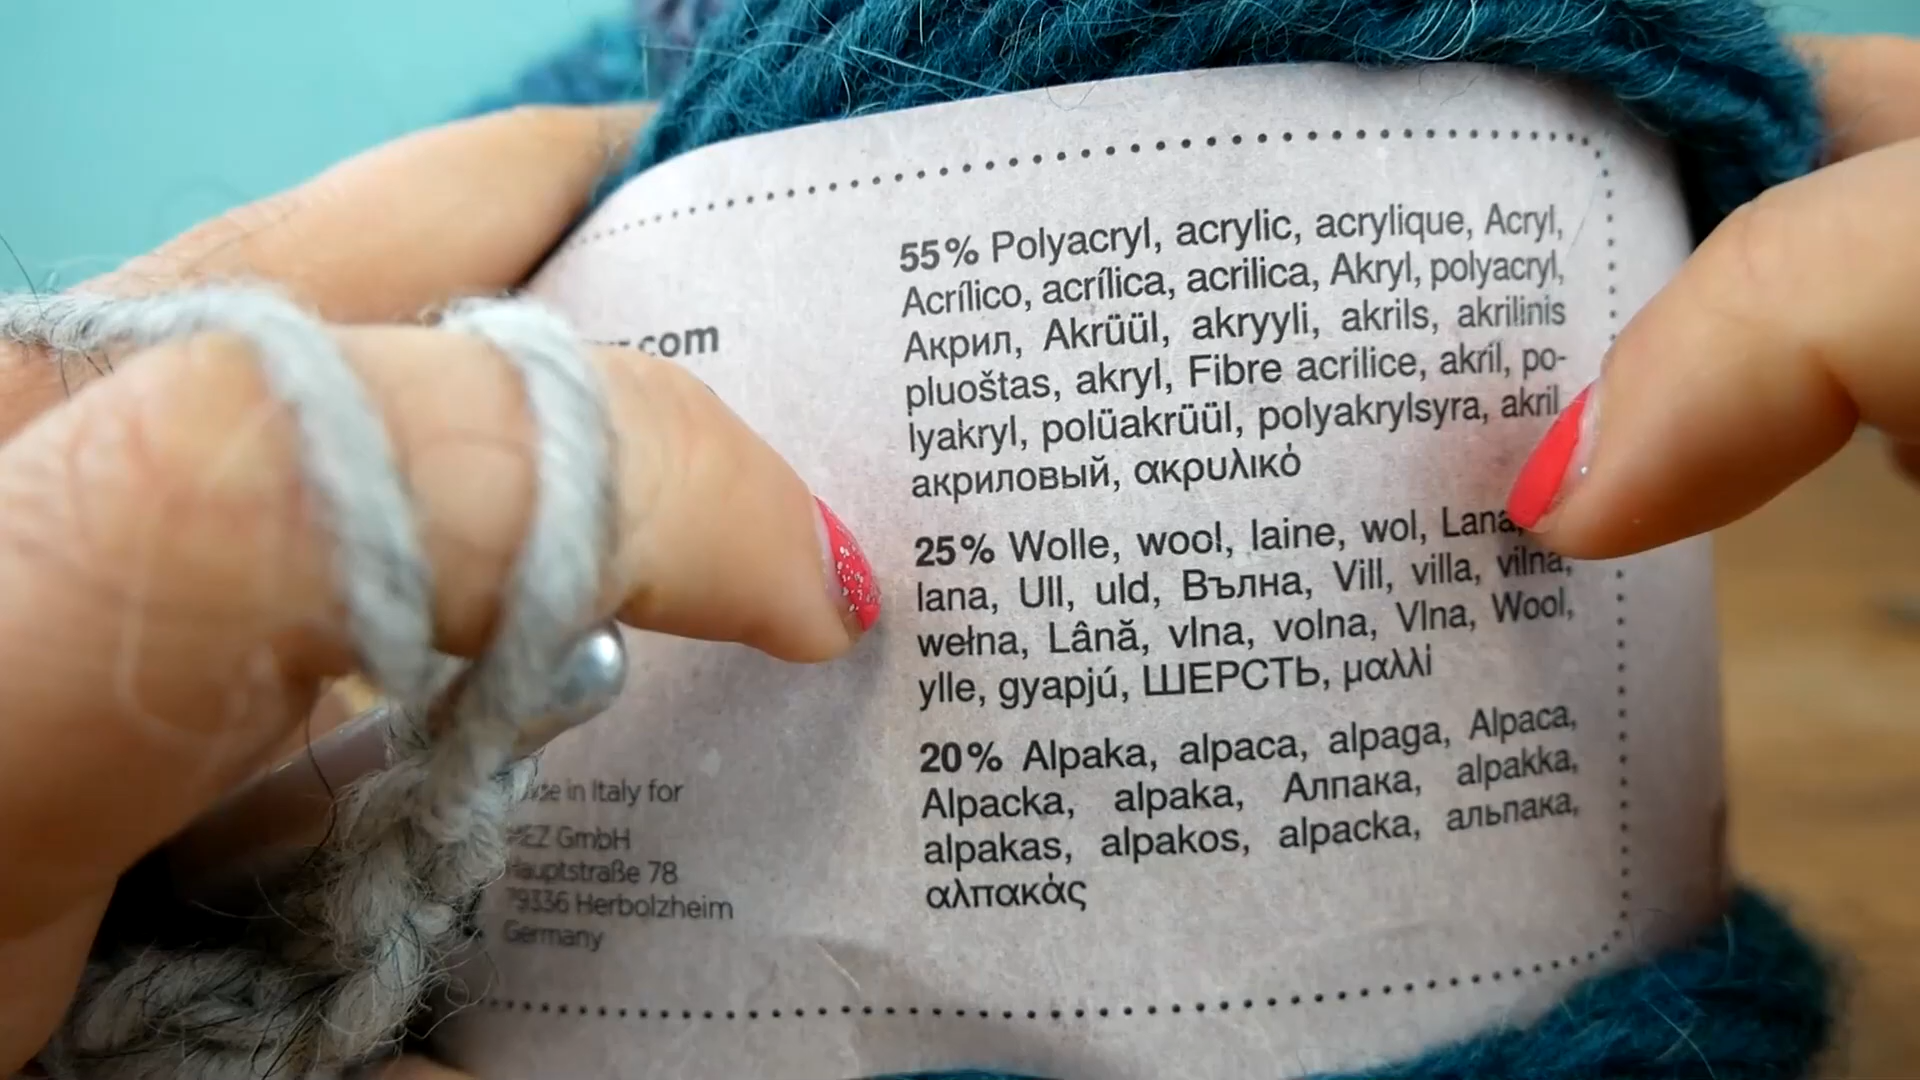 55% Polyacryl, acrylic, acrylique, Acryl,
Acrílico, acrílica, acrilica, Akryl, polyacryl,
Акрил, Akrüül, akryyli, akrils, akrilinis
pluoštas, akryl, Fibre acrilice, akril, po-
lyakryl, polüakrüül, polyakrylsyra, akril
акриловый, ακρυλικό
25% Wolle, wool, laine, wol, Lana,
lana, Ull, uld, Вълна, Vill, villa, vilna,
wełna, Lână, vlna, volna, Vlna, Wool,
ylle, gyapjú, ШЕРСТЬ, μαλλί
20% Alpaka, alpaca, alpaga, Alpaca,
Alpacka, alpaka, Алпака, alpakka,
alpakas, alpakos, alpacka, альпака,
αλπακάς
.com
in Italy for
GmbH
Hauptstraße 78
79336 Herbolzheim
Germany